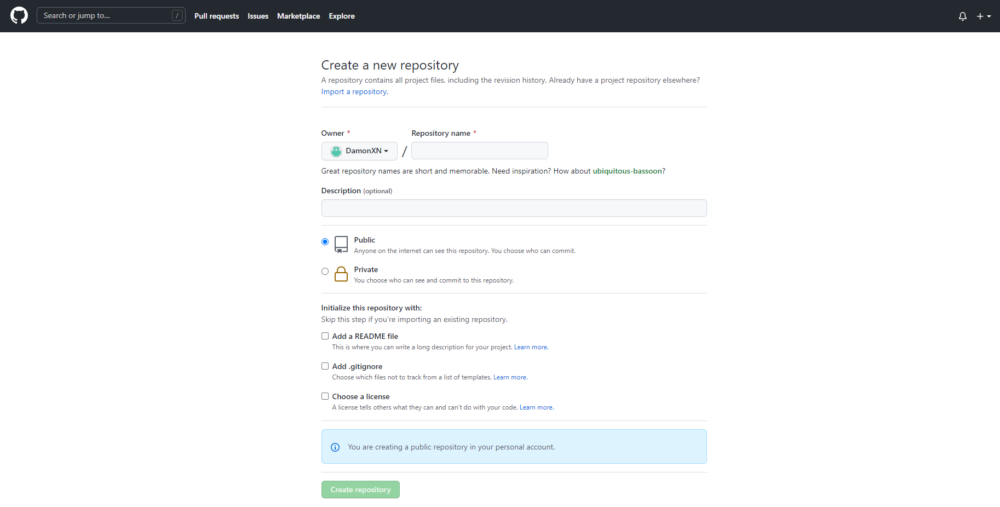 Search or jump to... /
Pull requests Issues Marketplace Explore
Create a new repository
A repository contains all project files, including the revision history. Already have a project repository elsewhere?
Import a repository.
Owner * Repository name *
DamonXN /
Great repository names are short and memorable. Need inspiration? How about ubiquitous-bassoon?
Description (optional)
Public
Anyone on the internet can see this repository. You choose who can commit.
Private
You choose who can see and commit to this repository.
Initialize this repository with:
Skip this step if you're importing an existing repository.
Add a README file
This is where you can write a long description for your project. Learn more.
Add .gitignore
Choose which files not to track from a list of templates. Learn more.
Choose a license
A license tells others what they can and can't do with your code. Learn more.
You are creating a public repository in your personal account.
Create repository